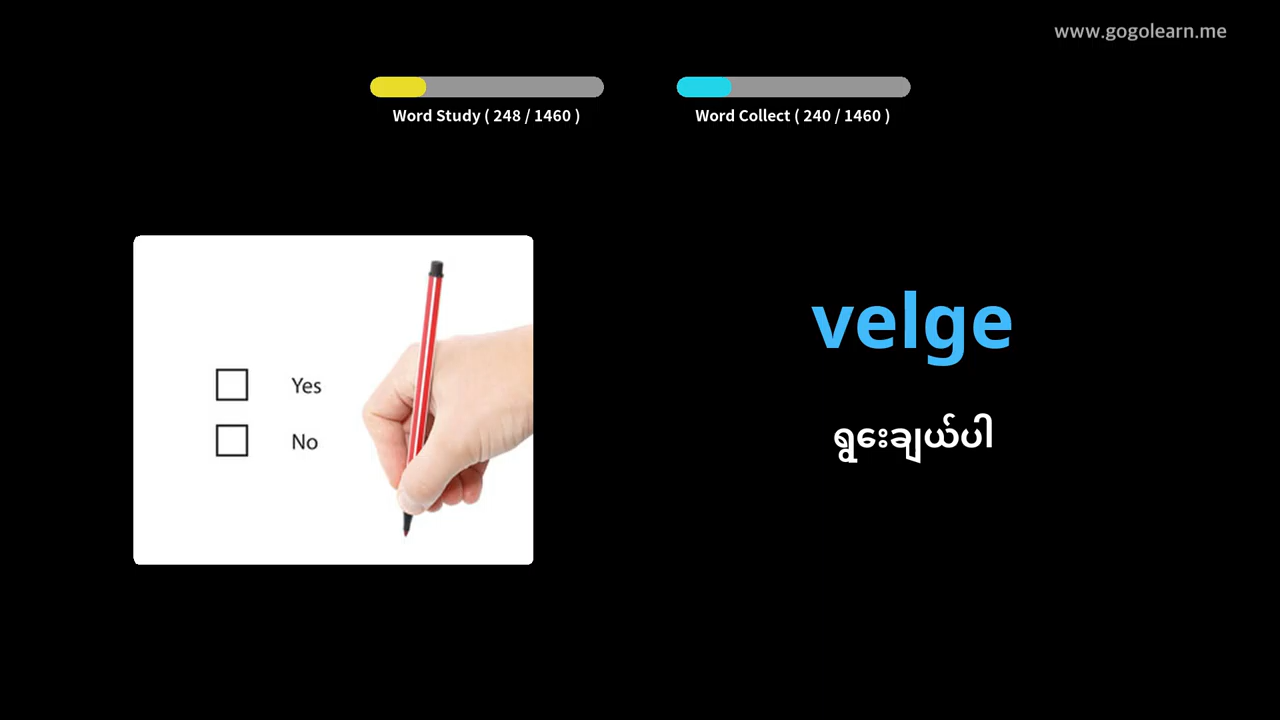 www.gogolearn.me
Word Study ( 248 / 1460 )
Word Collect ( 240 / 1460 )
Yes
No
velge
ရွေးချယ်ပါ